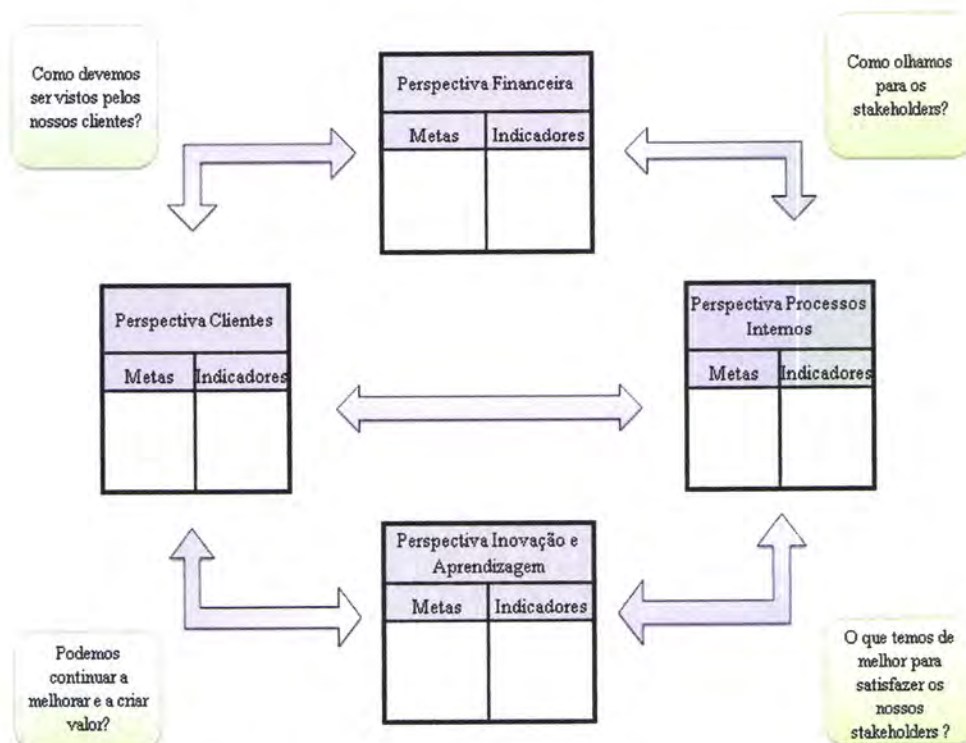 Como devemos
ser vistos pelos
nossos clientes?
Perspectiva Financeira
Metas
Indicadores
Como olhamos
para os
stakeholders?
Perspectiva Clientes
Metas
Indicadores
Perspectiva Processos
Internos
Metas
Indicadores
Perspectiva Inovação e
Aprendizagem
Metas
Indicadores
Podemos
continuar a
melhorar e a criar
valor?
O que temos de
melhor para
satisfazer os
nossos
stakeholders ?